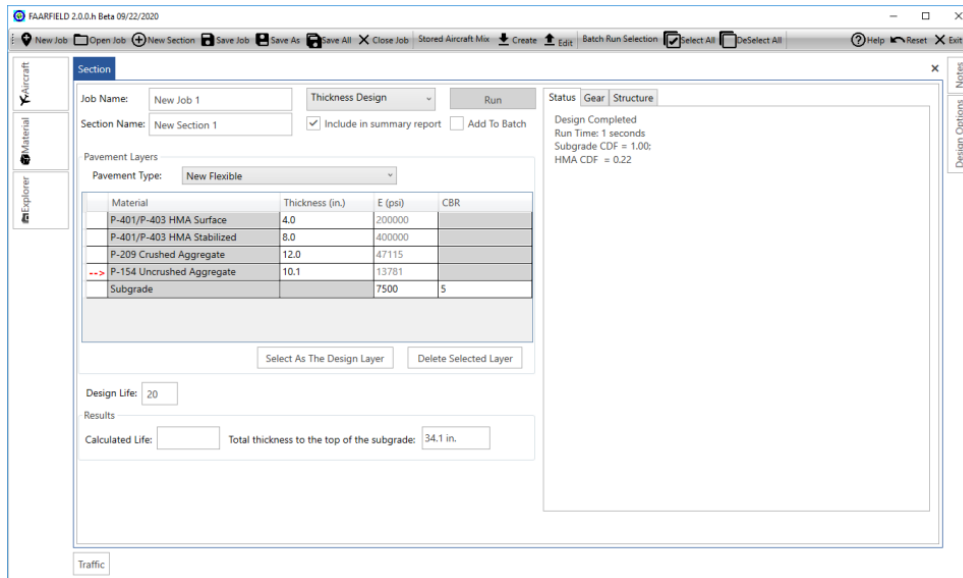 FAARFIELD 2.0.0.h Beta 09/22/2020
New Job Open Job New Section Save Job Save As Save All Close Job Stored Aircraft Mix Create Edit Batch Run Selection Select All DeSelect All Help Reset Exit
Aircraft
Material
Explorer
Section
Job Name: New Job 1 Thickness Design Run
Section Name: New Section 1 Include in summary report Add To Batch
Pavement Layers
Pavement Type: New Flexible
Material Thickness (in.) E (psi) CBR
P-401/P-403 HMA Surface 4.0 200000
P-401/P-403 HMA Stabilized 8.0 400000
P-209 Crushed Aggregate 12.0 47115
--> P-154 Uncrushed Aggregate 10.1 13781
Subgrade 7500 5
Select As The Design Layer Delete Selected Layer
Design Life: 20
Results
Calculated Life: Total thickness to the top of the subgrade: 34.1 in.
Status Gear Structure
Design Completed
Run Time: 1 seconds
Subgrade CDF = 1.00:
HMA CDF = 0.22
Notes
Design Options
Traffic